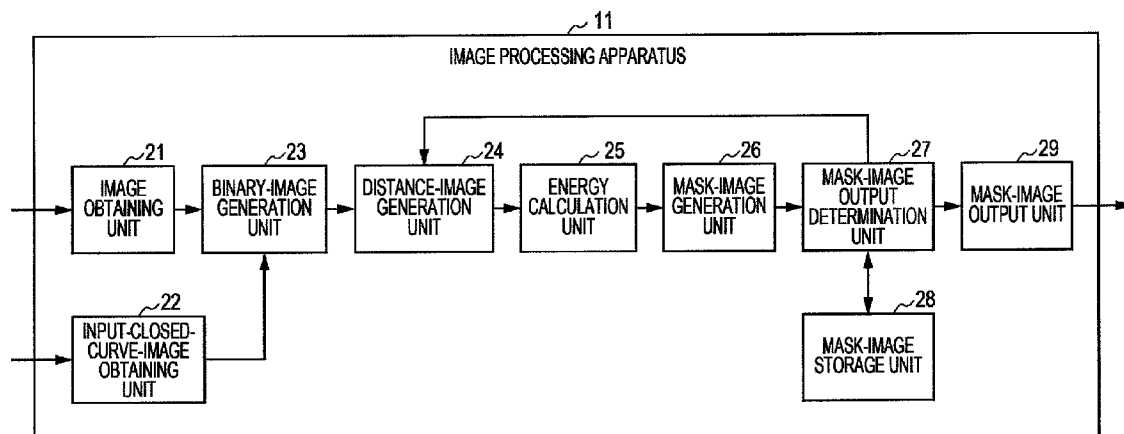 11
IMAGE PROCESSING APPARATUS
21
IMAGE
OBTAINING
UNIT
23
BINARY-IMAGE
GENERATION
UNIT
24
DISTANCE-IMAGE
GENERATION
UNIT
25
ENERGY
CALCULATION
UNIT
26
MASK-IMAGE
GENERATION
UNIT
27
MASK-IMAGE
OUTPUT
DETERMINATION
UNIT
29
MASK-IMAGE
OUTPUT UNIT
22
INPUT-CLOSED-
CURVE-IMAGE
OBTAINING
UNIT
28
MASK-IMAGE
STORAGE UNIT